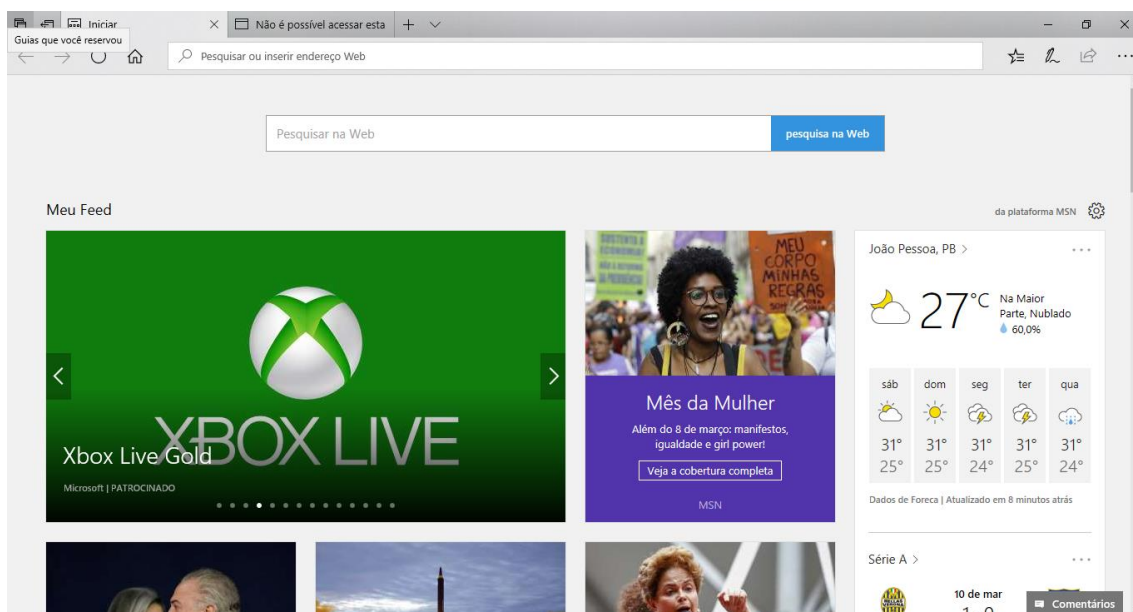 Iniciar
Não é possível acessar esta
Guias que você reservou
Pesquisar ou inserir endereço Web
Pesquisar na Web
pesquisa na Web
Meu Feed
da plataforma MSN
XBOX LIVE
Xbox Live Gold
Microsoft | PATROCINADO
MEU
CORPO
MINHAS
REGRAS
Mês da Mulher
Além do 8 de março: manifestos,
igualdade e girl power!
Veja a cobertura completa
MSN
João Pessoa, PB >
27°C
Na Maior
Parte, Nublado
60,0%
sáb dom seg ter qua
31° 31° 31° 31° 31°
25° 25° 24° 25° 24°
Dados de Foreca | Atualizado em 8 minutos atrás
Série A >
10 de mar
Comentários